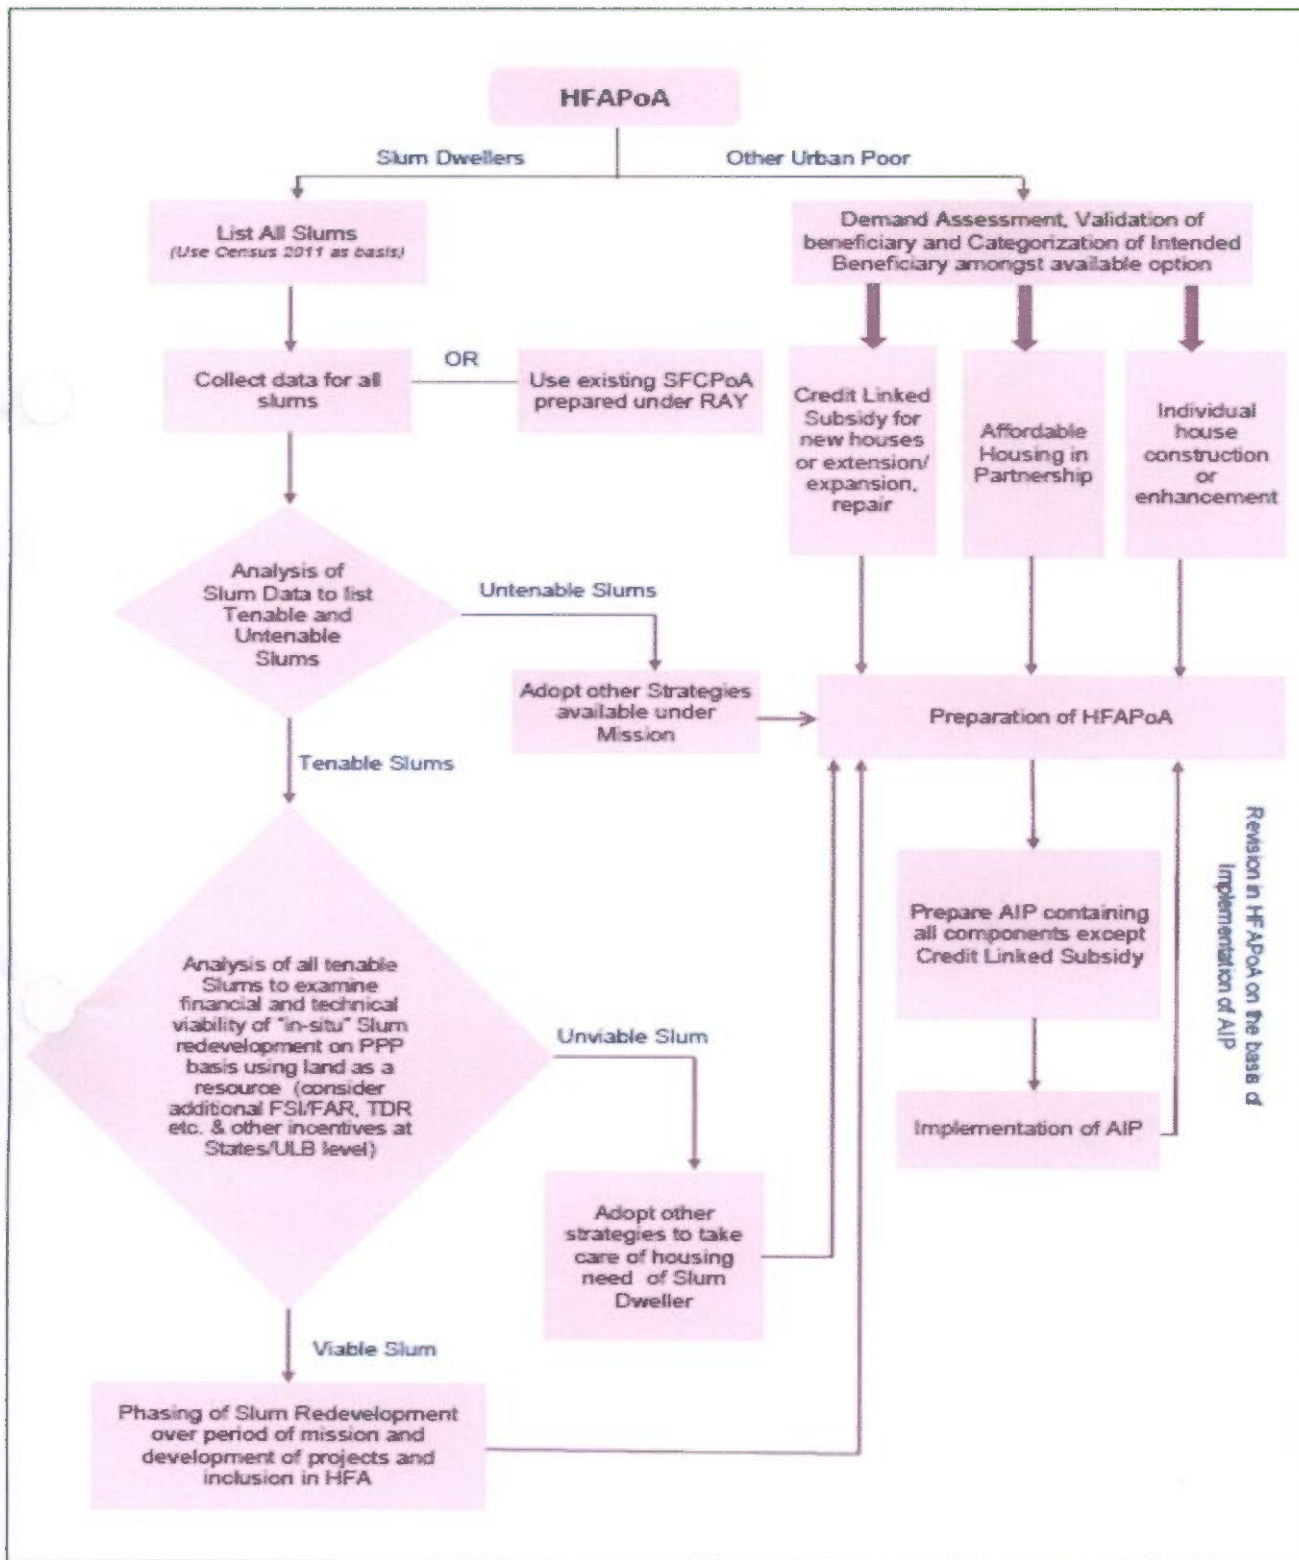 HFAPoA
Slum Dwellers
Other Urban Poor
List All Slums
(Use Census 2011 as basis)
Demand Assessment, Validation of
beneficiary and Categorization of Intended
Beneficiary amongst available option
Collect data for all
slums
OR
Use existing SFCPoA
prepared under RAY
Credit Linked
Subsidy for
new houses
or extension/
expansion,
repair
Affordable
Housing in
Partnership
Individual
house
construction
or
enhancement
Analysis of
Slum Data to list
Tenable and
Untenable
Slums
Untenable Slums
Adopt other Strategies
available under
Mission
Preparation of HFAPoA
Tenable Slums
Analysis of all tenable
Slums to examine
financial and technical
viability of "in-situ" Slum
redevelopment on PPP
basis using land as a
resource (consider
additional FSI/FAR, TDR
etc. & other incentives at
States/ULB level)
Unviable Slum
Adopt other
strategies to take
care of housing
need of Slum
Dweller
Prepare AIP containing
all components except
Credit Linked Subsidy
Implementation of AIP
Revision in HFAPoA on the basis of
Implementation of AIP
Viable Slum
Phasing of Slum Redevelopment
over period of mission and
development of projects and
inclusion in HFA